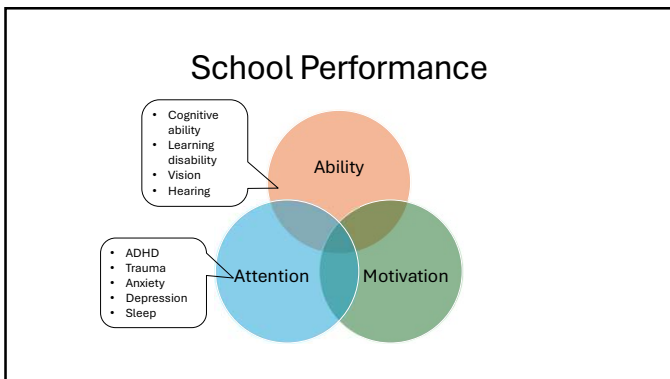 School Performance
• Cognitive
ability
• Learning
disability
• Vision
• Hearing
Ability
• ADHD
• Trauma
• Anxiety
• Depression
• Sleep
Attention
Motivation